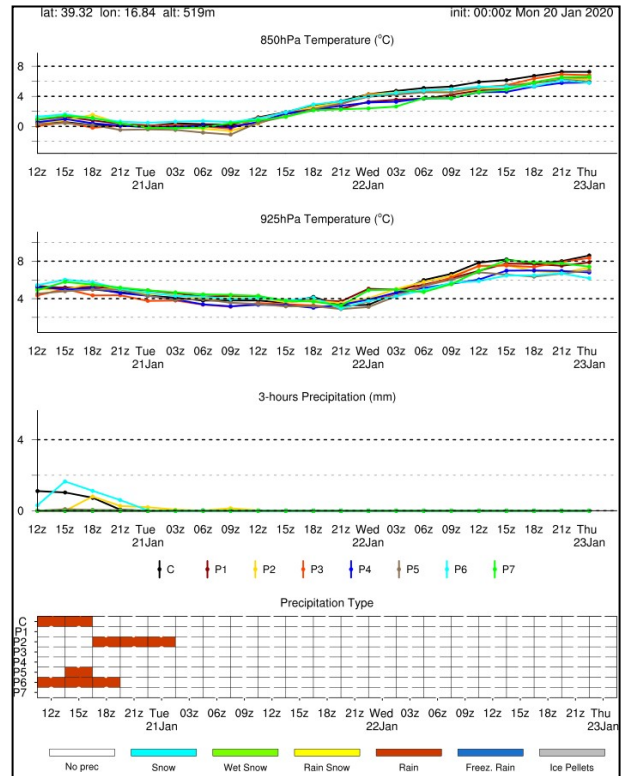 lat: 39.32 lon: 16.84 alt: 519m init: 00:00z Mon 20 Jan 2020
850hPa Temperature (°C)
8
4
0
12z 15z 18z 21z Tue 03z 06z 09z 12z 15z 18z 21z Wed 03z 06z 09z 12z 15z 18z 21z Thu
21Jan 22Jan 23Jan
925hPa Temperature (°C)
8
4
12z 15z 18z 21z Tue 03z 06z 09z 12z 15z 18z 21z Wed 03z 06z 09z 12z 15z 18z 21z Thu
21Jan 22Jan 23Jan
3-hours Precipitation (mm)
4
0
12z 15z 18z 21z Tue 03z 06z 09z 12z 15z 18z 21z Wed 03z 06z 09z 12z 15z 18z 21z Thu
21Jan 22Jan 23Jan
C P1 P2 P3 P4 P5 P6 P7
Precipitation Type
C
P1
P2
P3
P4
P5
P6
P7
12z 15z 18z 21z Tue 03z 06z 09z 12z 15z 18z 21z Wed 03z 06z 09z 12z 15z 18z 21z Thu
21Jan 22Jan 23Jan
No prec Snow Wet Snow Rain Snow Rain Freez. Rain Ice Pellets